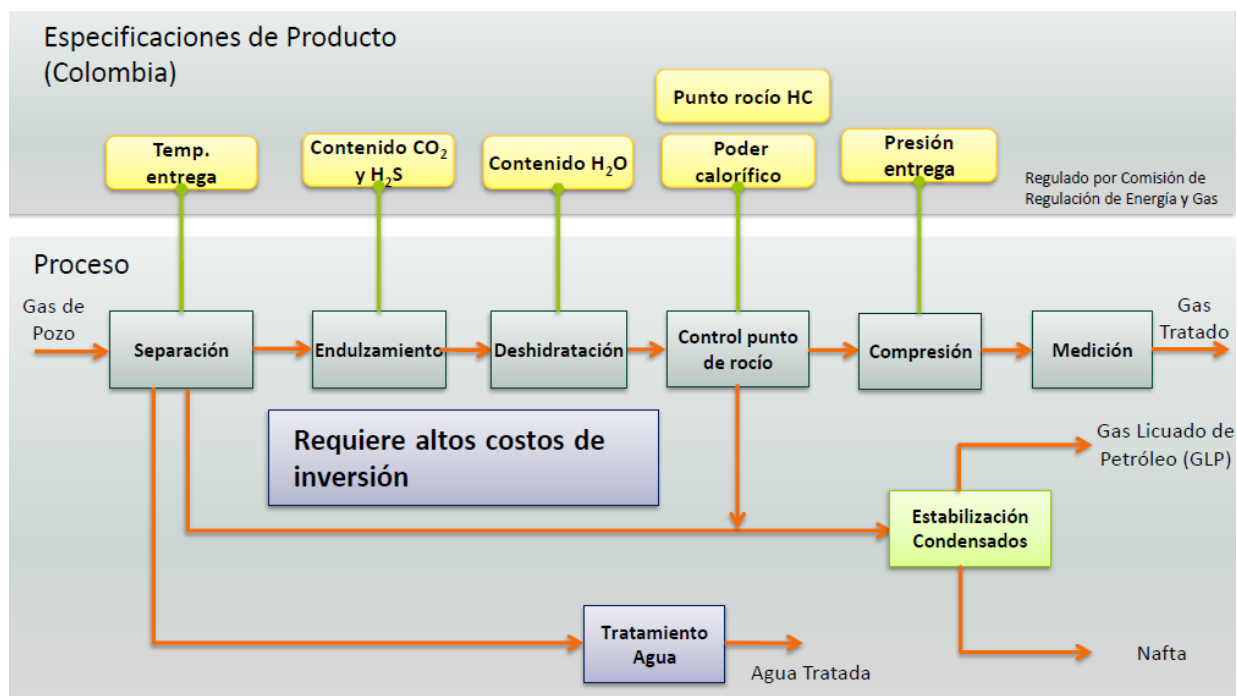 Especificaciones de Producto
(Colombia)
Punto rocío HC
Temp.
entrega
Contenido CO₂
y H₂S
Contenido H₂O
Poder
calorífico
Presión
entrega
Regulado por Comisión de
Regulación de Energía y Gas
Proceso
Gas de
Pozo
Separación
Endulzamiento
Deshidratación
Control punto
de rocío
Compresión
Medición
Gas
Tratado
Requiere altos costos de
inversión
Gas Licuado de
Petróleo (GLP)
Estabilización
Condensados
Tratamiento
Agua
Agua Tratada
Nafta